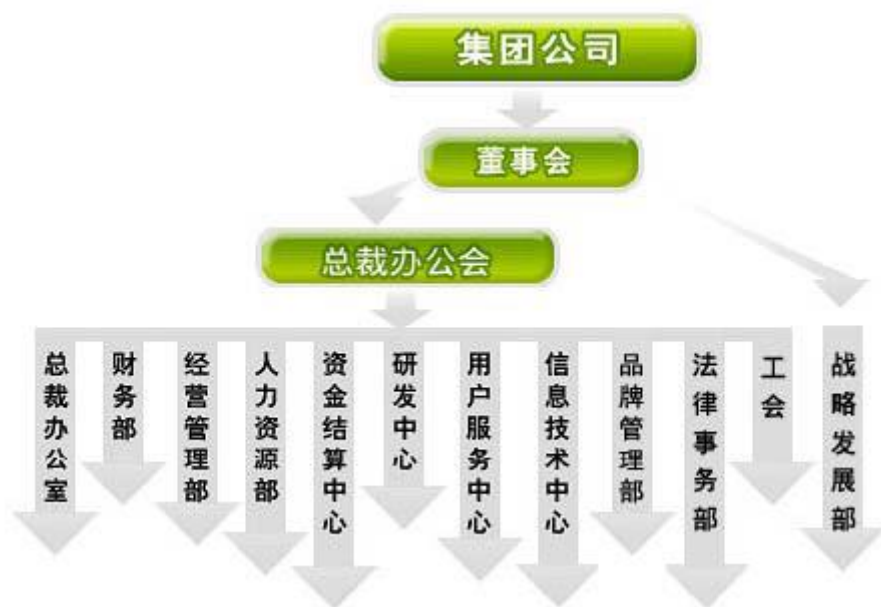 集团公司
董事会
总裁办公会
总裁办公室
财务部
经营管理部
人力资源部
资金结算中心
研发中心
用户服务中心
信息技术中心
品牌管理部
法律事务部
工会
战略发展部